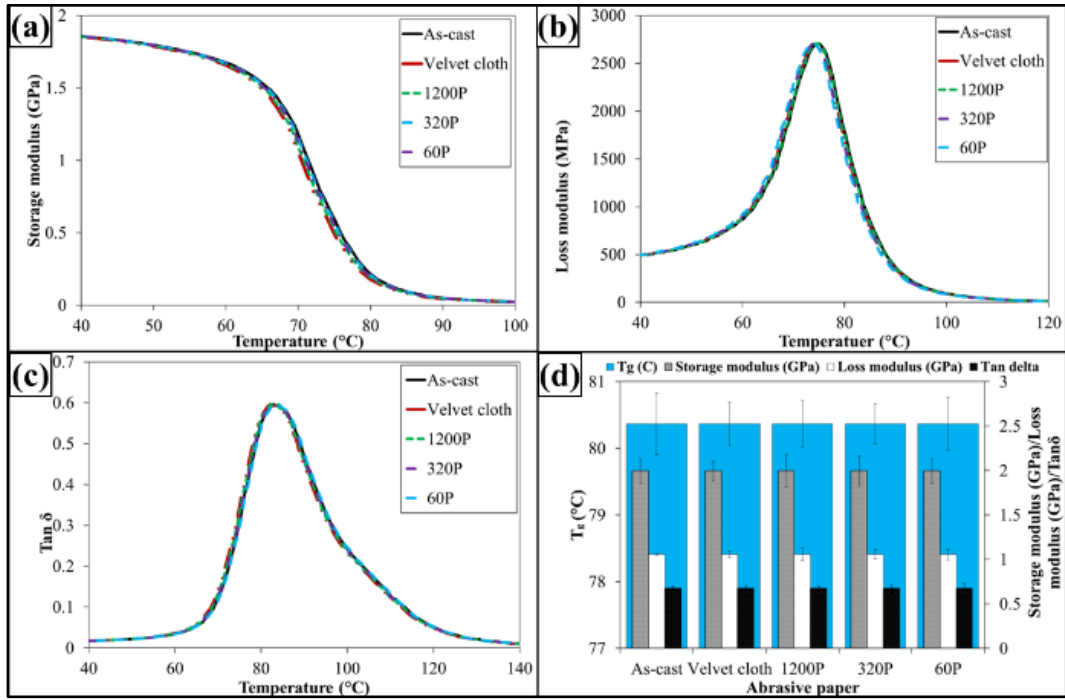 (a)
2
1.5
1
0.5
0
Storage modulus (GPa)
As-cast
Velvet cloth
1200P
320P
60P
40 50 60 70 80 90 100
Temperature (°C)
(b)
3000
2500
2000
1500
1000
500
0
Loss modulus (MPa)
As-cast
Velvet cloth
1200P
320P
60P
40 60 80 100 120
Temperatuer (°C)
(c)
0.7
0.6
0.5
0.4
0.3
0.2
0.1
0
Tan δ
As-cast
Velvet cloth
1200P
320P
60P
40 60 80 100 120 140
Temperature (°C)
(d)
Tg (C) Storage modulus (GPa) Loss modulus (GPa) Tan delta
81
80
79
78
77
Tg (°C)
3
2.5
2
1.5
1
0.5
0
Storage modulus (GPa)/Loss
modulus (GPa)/Tanδ
As-cast Velvet cloth 1200P 320P 60P
Abrasive paper